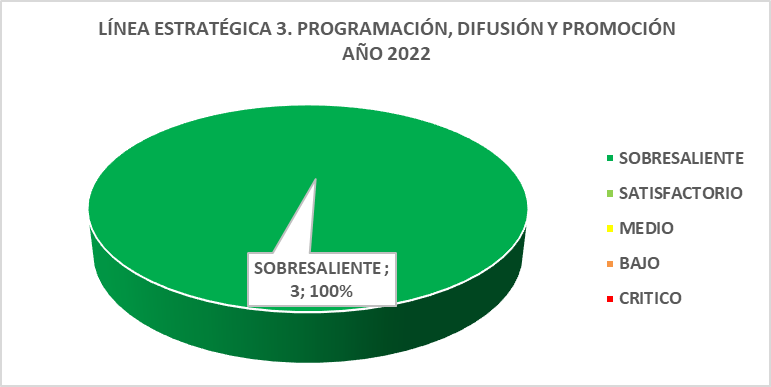 LÍNEA ESTRATÉGICA 3. PROGRAMACIÓN, DIFUSIÓN Y PROMOCIÓN
AÑO 2022
SOBRESALIENTE ;
3; 100%
SOBRESALIENTE
SATISFACTORIO
MEDIO
BAJO
CRITICO